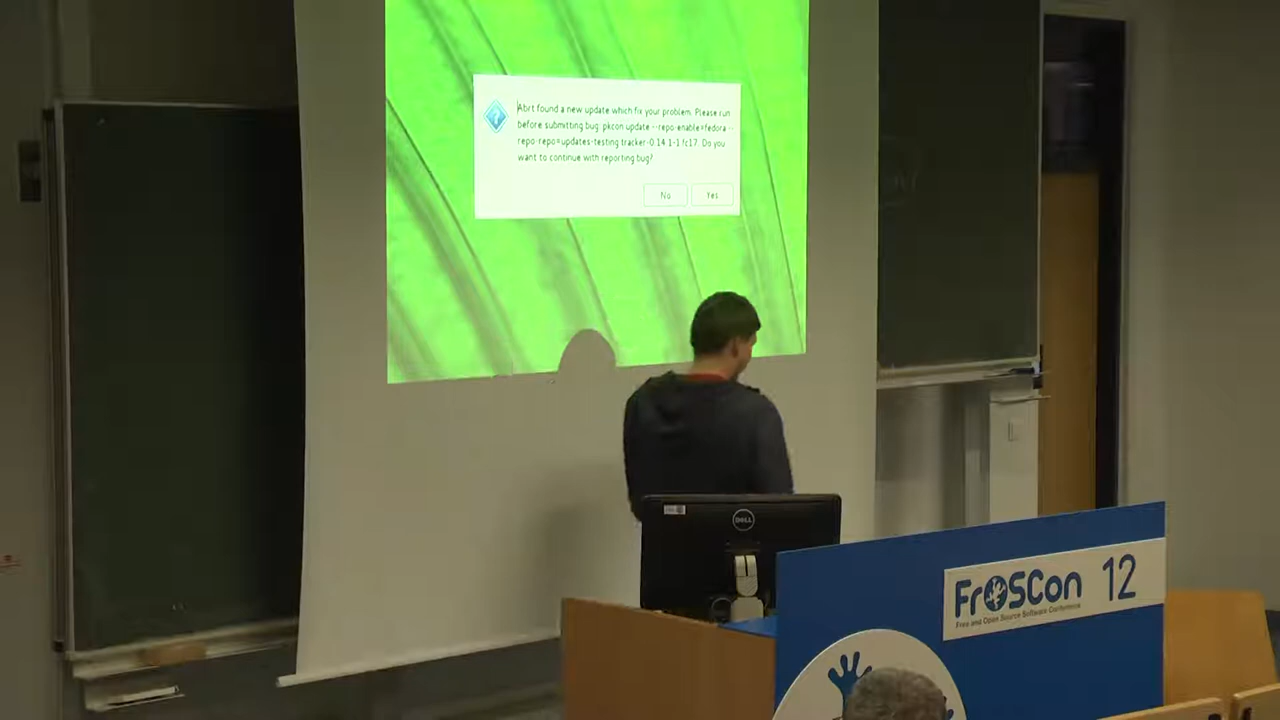 Abrt found a new update which fix your problem. Please run
before submitting bug: pkcon update --repo-enable=fedora --
repo-repo=updates-testing tracker-0.14.1-1.fc17. Do you
want to continue with reporting bug?
No Yes
DELL
FrOSCon 12
Free and Open Source Software Conference